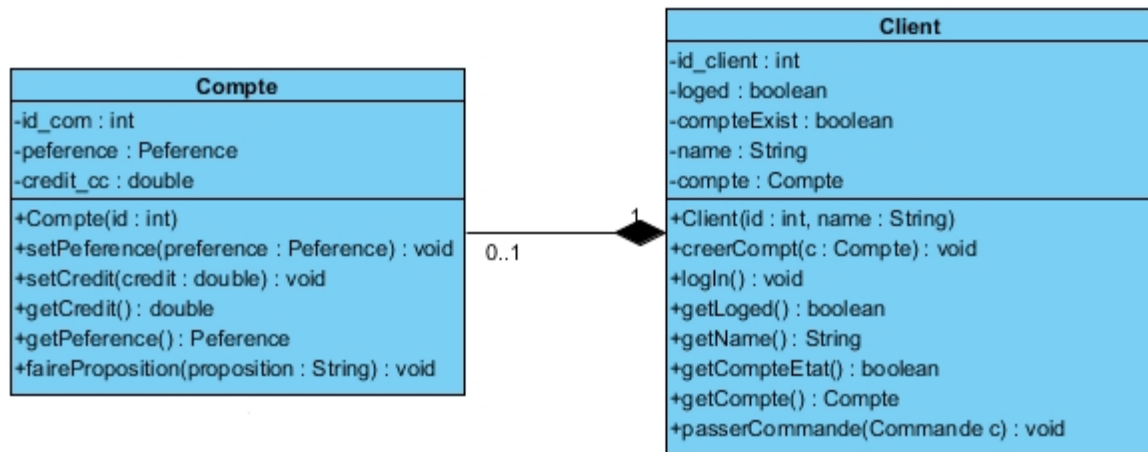 Compte
-id_com : int
-peference : Peference
-credit_cc : double
+Compte(id : int)
+setPeference(preference : Peference) : void
+setCredit(credit : double) : void
+getCredit() : double
+getPeference() : Peference
+faireProposition(proposition : String) : void
0..1
1
Client
-id_client : int
-loged : boolean
-compteExist : boolean
-name : String
-compte : Compte
+Client(id : int, name : String)
+creerCompt(c : Compte) : void
+logIn() : void
+getLoged() : boolean
+getName() : String
+getCompteEtat() : boolean
+getCompte() : Compte
+passerCommande(Commande c) : void